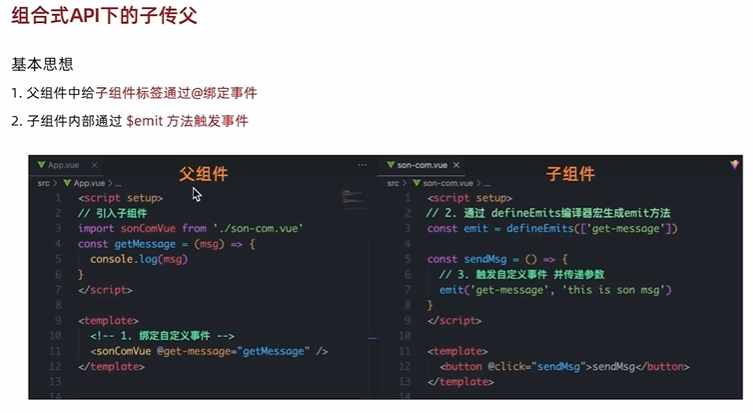 组合式API下的子传父
基本思想
1. 父组件中给子组件标签通过@绑定事件
2. 子组件内部通过 $emit 方法触发事件
App.vue ×
父组件
src > App.vue > ...
1 <script setup>
2 // 引入子组件
3 import sonComVue from './son-com.vue'
4 const getMessage = (msg) => {
5 console.log(msg)
6 }
7 </script>
8
9 <template>
10 <!-- 1. 绑定自定义事件 -->
11 <sonComVue @get-message="getMessage" />
12 </template>
13
14
son-com.vue ×
子组件
src > son-com.vue > ...
1 <script setup>
2 // 2. 通过 defineEmits编译器宏生成emit方法
3 const emit = defineEmits(['get-message'])
4
5 const sendMsg = () => {
6 // 3. 触发自定义事件 并传递参数
7 emit('get-message', 'this is son msg')
8 }
9 </script>
10
11 <template>
12 <button @click="sendMsg">sendMsg</button>
13 </template>
14